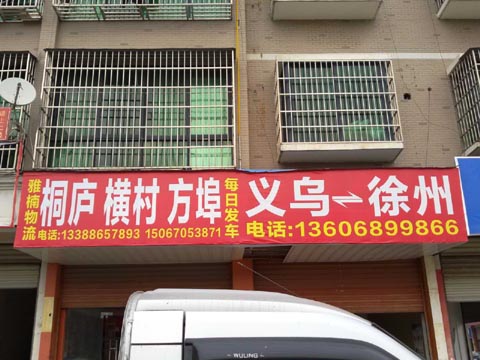 雅楠物流
桐庐 横村 方埠
电话:13388657893 15067053871
每日发车
义乌⇌徐州
电话:13606899866
WULING